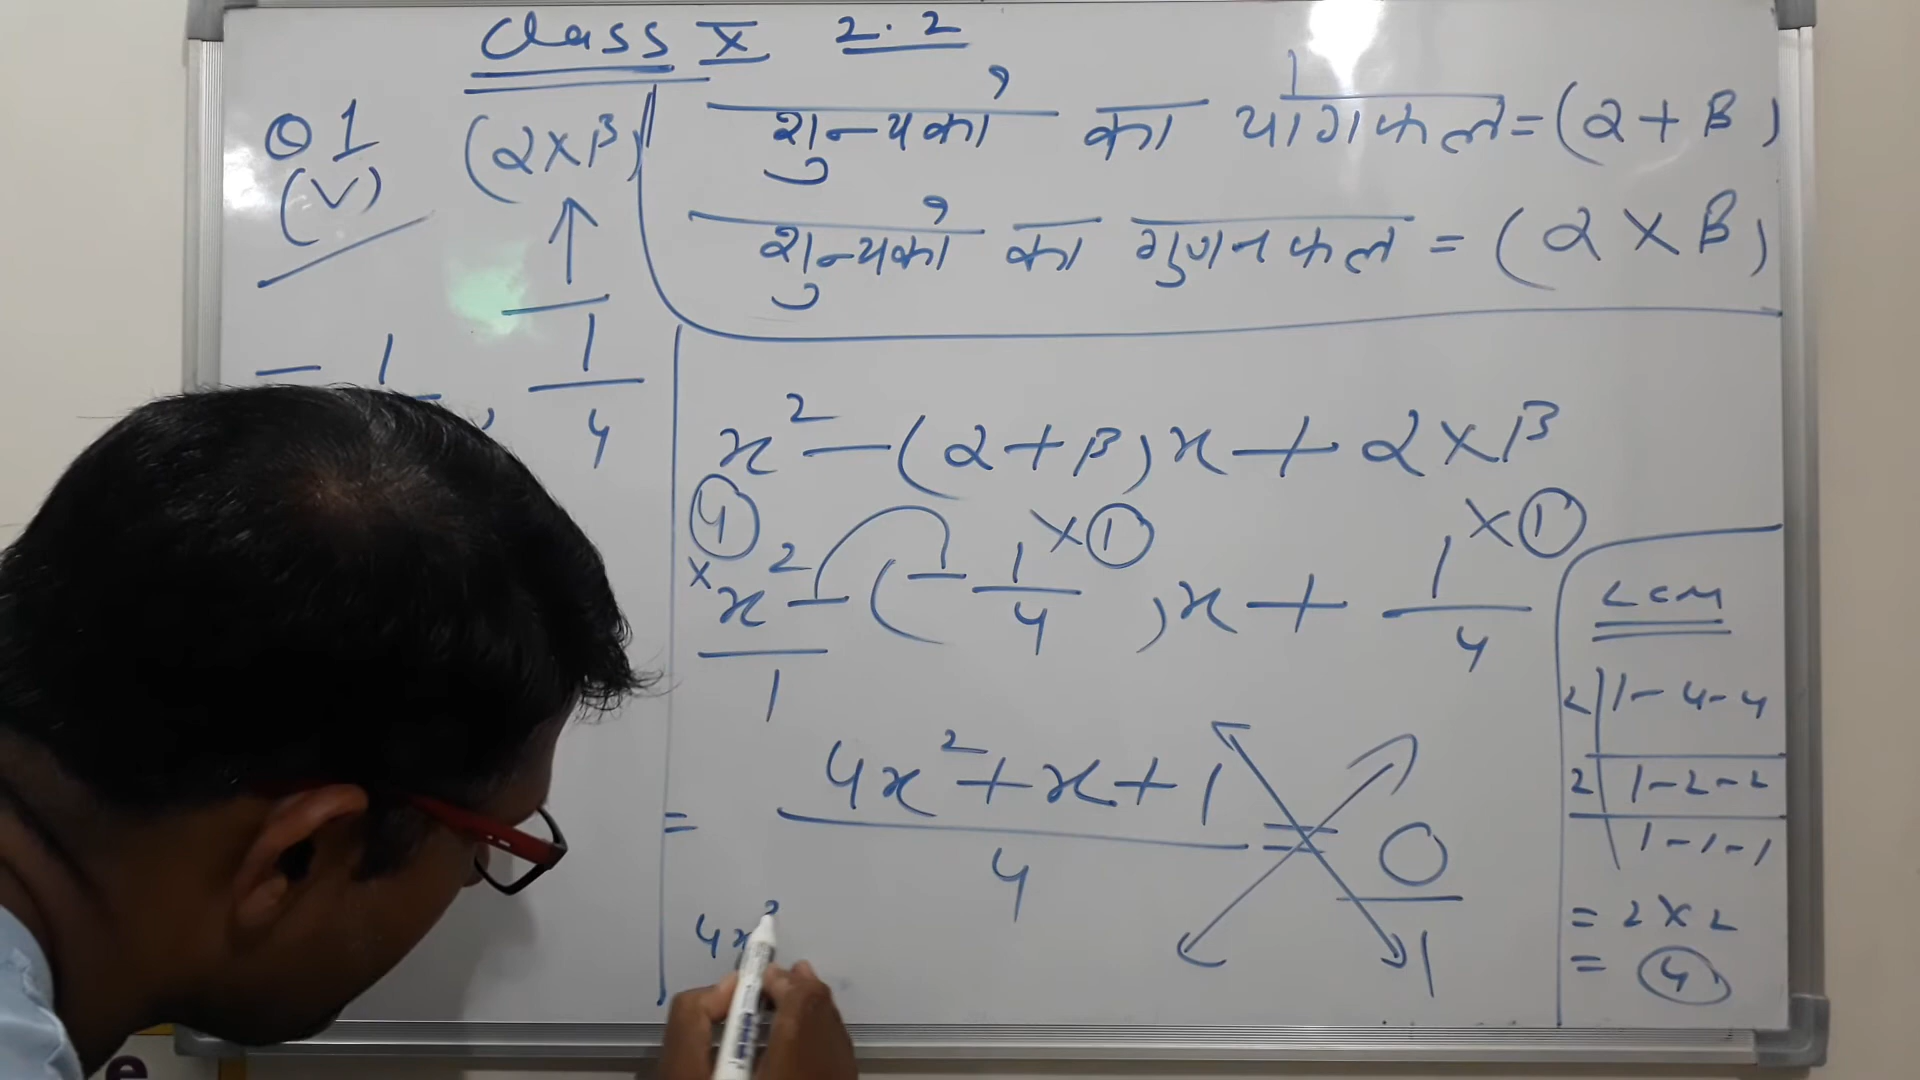 Class X 2.2
Q1 (α×β)
(V)
- 1 , 1
4
शुन्यको का योगफल = (α + β)
शुन्यको का गुणनफल = (α × β)
x² - (α + β)x + α × β
④ × ① × ①
× x² - (- 1/4)x + 1/4
1
= 4x² + x + 1 = 0
4 1
4x²
LCM
2 | 1 - 4 - 4
2 | 1 - 2 - 2
| 1 - 1 - 1
= 2 × 2
= ④
e